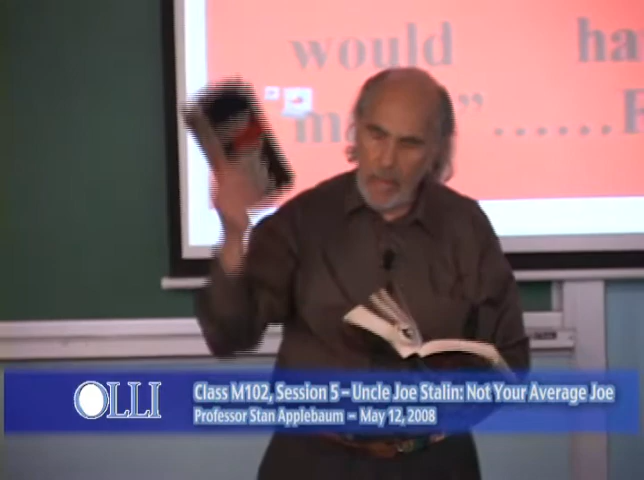 would ha
"ma ”......F
OLLI
Class M102, Session 5 – Uncle Joe Stalin: Not Your Average Joe
Professor Stan Applebaum – May 12, 2008